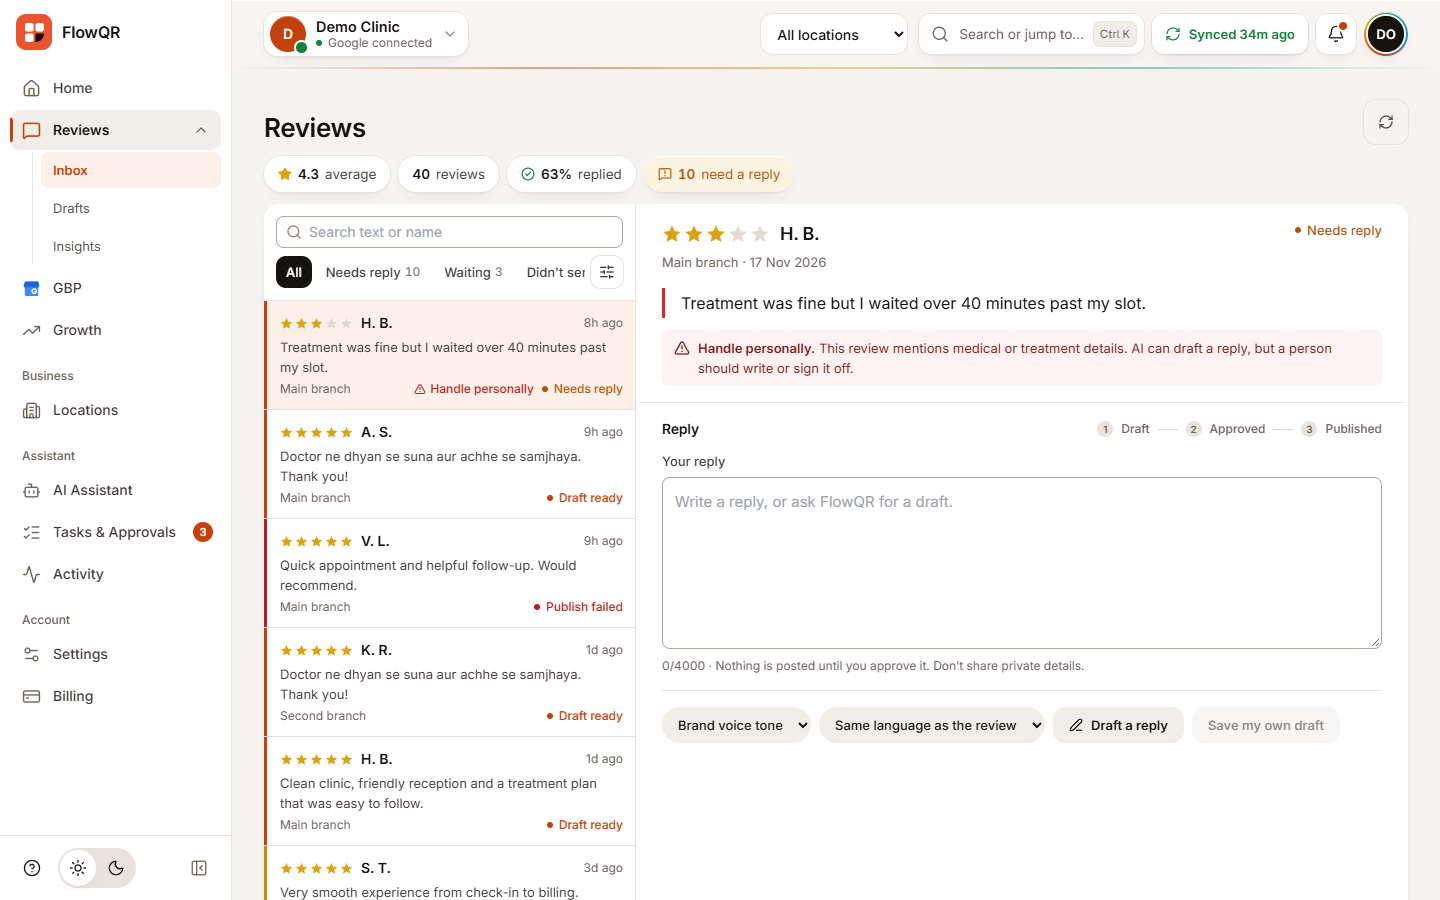 FlowQR
Home
Reviews
Inbox
Drafts
Insights
GBP
Growth
Business
Locations
Assistant
AI Assistant
Tasks & Approvals 3
Activity
Account
Settings
Billing
D
Demo Clinic
Google connected
All locations
Search or jump to... Ctrl K
Synced 34m ago
DO
Reviews
4.3 average
40 reviews
63% replied
10 need a reply
Search text or name
All Needs reply 10 Waiting 3 Didn't ser
H. B. 8h ago
Treatment was fine but I waited over 40 minutes past
my slot.
Main branch Handle personally Needs reply
A. S. 9h ago
Doctor ne dhyan se suna aur achhe se samjhaya.
Thank you!
Main branch Draft ready
V. L. 9h ago
Quick appointment and helpful follow-up. Would
recommend.
Main branch Publish failed
K. R. 1d ago
Doctor ne dhyan se suna aur achhe se samjhaya.
Thank you!
Second branch Draft ready
H. B. 1d ago
Clean clinic, friendly reception and a treatment plan
that was easy to follow.
Main branch Draft ready
S. T. 3d ago
Very smooth experience from check-in to billing.
H. B. Needs reply
Main branch · 17 Nov 2026
Treatment was fine but I waited over 40 minutes past my slot.
Handle personally. This review mentions medical or treatment details. AI can draft a reply, but a person
should write or sign it off.
Reply 1 Draft 2 Approved 3 Published
Your reply
Write a reply, or ask FlowQR for a draft.
0/4000 · Nothing is posted until you approve it. Don’t share private details.
Brand voice tone Same language as the review Draft a reply Save my own draft